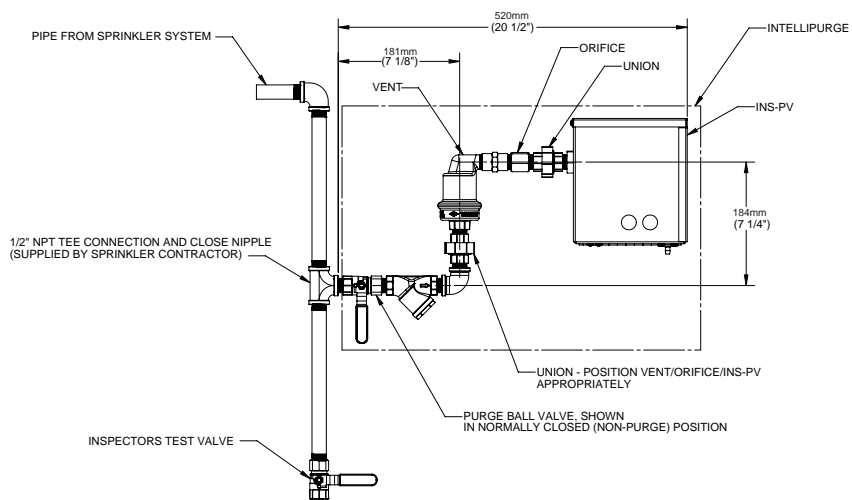 520mm
(20 1/2")
PIPE FROM SPRINKLER SYSTEM
INTELLIPURGE
181mm
(7 1/8")
ORIFICE
UNION
VENT
INS-PV
184mm
(7 1/4")
1/2" NPT TEE CONNECTION AND CLOSE NIPPLE
(SUPPLIED BY SPRINKLER CONTRACTOR)
UNION - POSITION VENT/ORIFICE/INS-PV
APPROPRIATELY
PURGE BALL VALVE, SHOWN
IN NORMALLY CLOSED (NON-PURGE) POSITION
INSPECTORS TEST VALVE